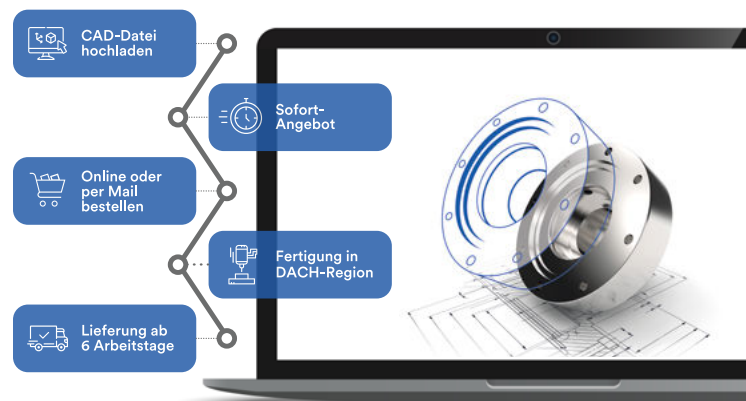 CAD-Datei
hochladen
Sofort-
Angebot
Online oder
per Mail
bestellen
Fertigung in
DACH-Region
Lieferung ab
6 Arbeitstage